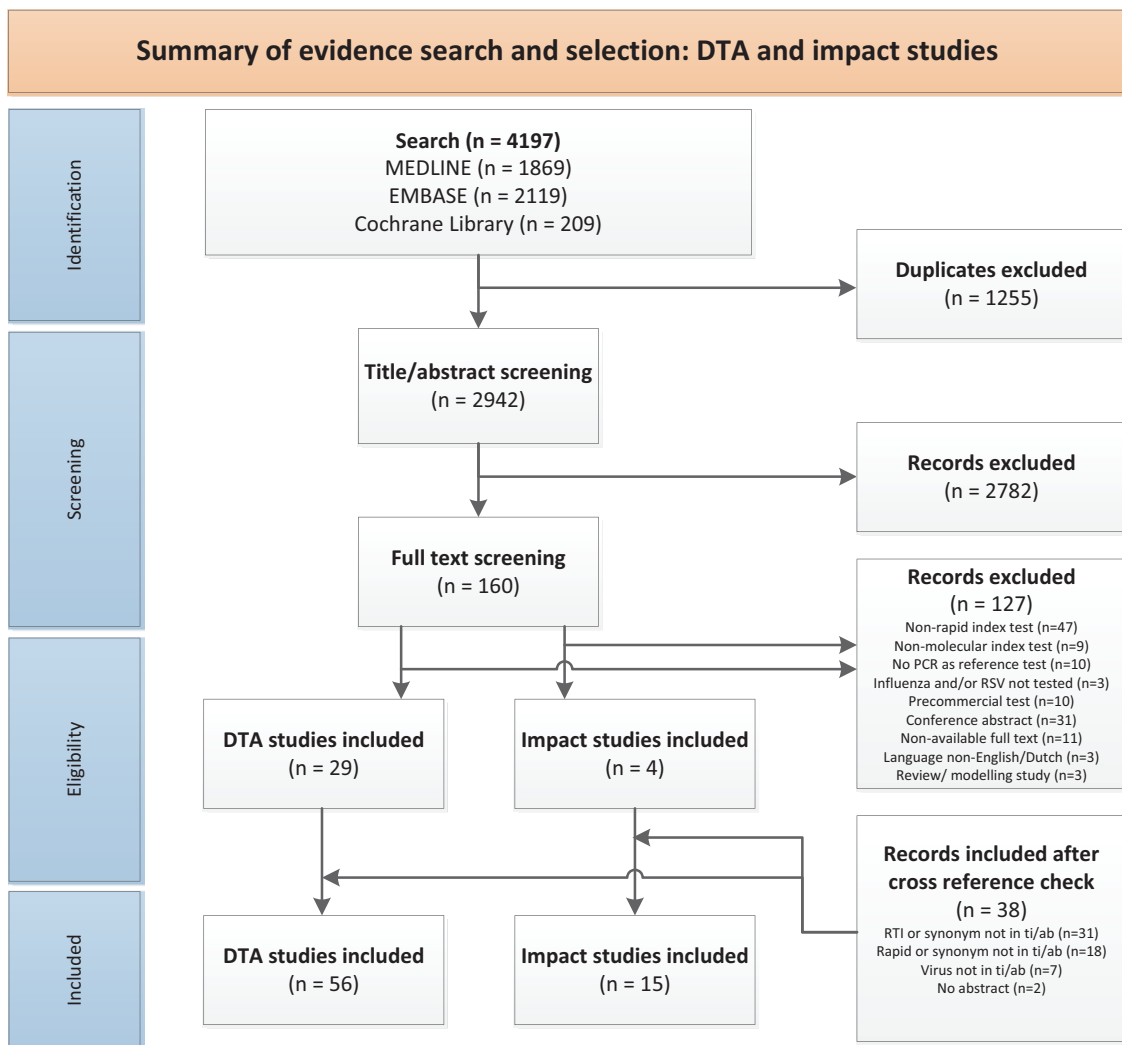 Summary of evidence search and selection: DTA and impact studies
Identification
Search (n = 4197)
MEDLINE (n = 1869)
EMBASE (n = 2119)
Cochrane Library (n = 209)
Duplicates excluded
(n = 1255)
Screening
Title/abstract screening
(n = 2942)
Records excluded
(n = 2782)
Full text screening
(n = 160)
Records excluded
(n = 127)
Non-rapid index test (n=47)
Non-molecular index test (n=9)
No PCR as reference test (n=10)
Influenza and/or RSV not tested (n=3)
Precommercial test (n=10)
Conference abstract (n=31)
Non-available full text (n=11)
Language non-English/Dutch (n=3)
Review/ modelling study (n=3)
Eligibility
DTA studies included
(n = 29)
Impact studies included
(n = 4)
Records included after
cross reference check
(n = 38)
RTI or synonym not in ti/ab (n=31)
Rapid or synonym not in ti/ab (n=18)
Virus not in ti/ab (n=7)
No abstract (n=2)
Included
DTA studies included
(n = 56)
Impact studies included
(n = 15)